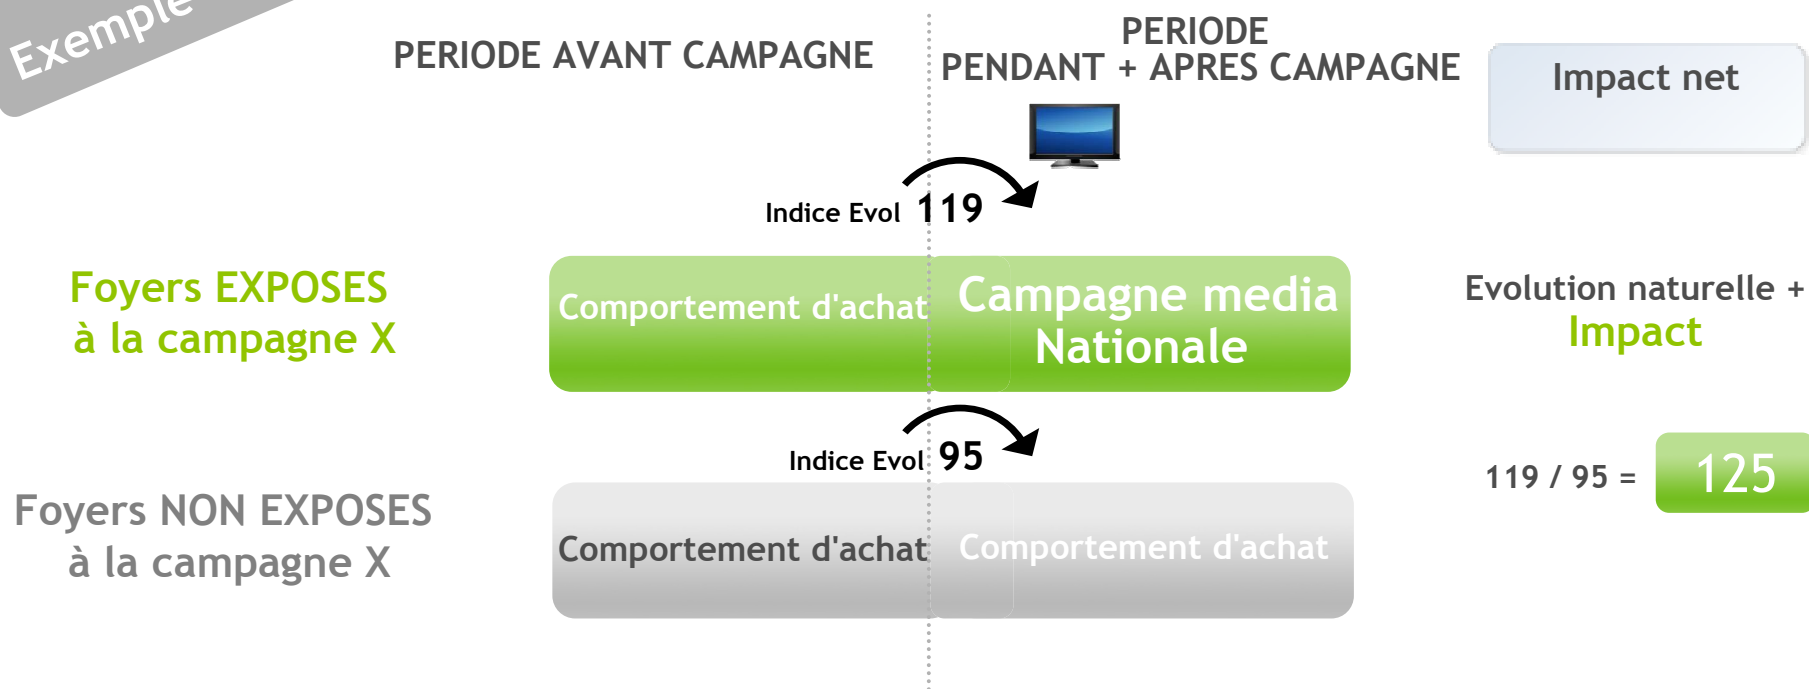 Exemple
PERIODE AVANT CAMPAGNE
PERIODE
PENDANT + APRES CAMPAGNE
Impact net
Indice Evol 119
Foyers EXPOSES
à la campagne X
Comportement d'achat
Campagne media
Nationale
Evolution naturelle +
Impact
Indice Evol 95
Foyers NON EXPOSES
à la campagne X
Comportement d'achat
Comportement d'achat
119 / 95 =
125